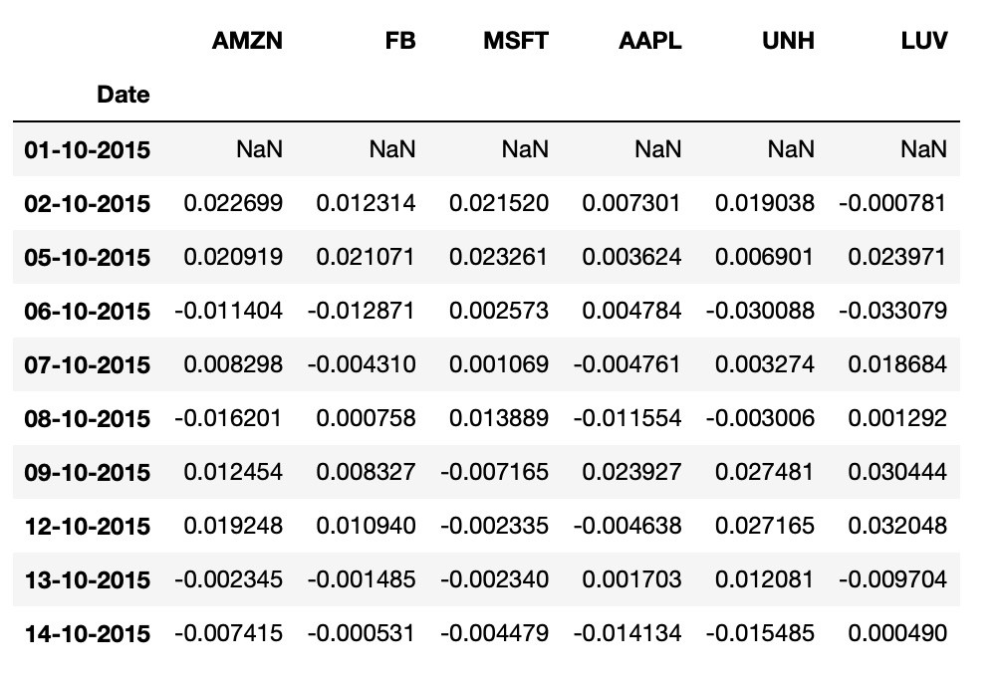 AMZN FB MSFT AAPL UNH LUV
Date
01-10-2015 NaN NaN NaN NaN NaN NaN
02-10-2015 0.022699 0.012314 0.021520 0.007301 0.019038 -0.000781
05-10-2015 0.020919 0.021071 0.023261 0.003624 0.006901 0.023971
06-10-2015 -0.011404 -0.012871 0.002573 0.004784 -0.030088 -0.033079
07-10-2015 0.008298 -0.004310 0.001069 -0.004761 0.003274 0.018684
08-10-2015 -0.016201 0.000758 0.013889 -0.011554 -0.003006 0.001292
09-10-2015 0.012454 0.008327 -0.007165 0.023927 0.027481 0.030444
12-10-2015 0.019248 0.010940 -0.002335 -0.004638 0.027165 0.032048
13-10-2015 -0.002345 -0.001485 -0.002340 0.001703 0.012081 -0.009704
14-10-2015 -0.007415 -0.000531 -0.004479 -0.014134 -0.015485 0.000490